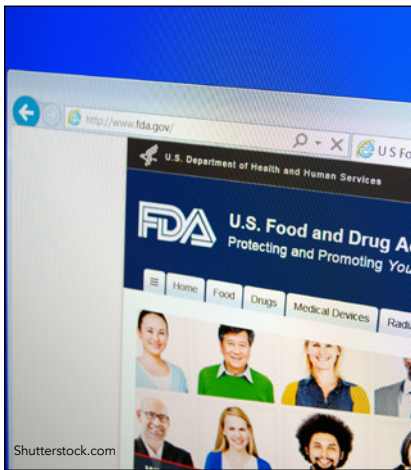 http://www.fda.gov/
U S Fo
U.S. Department of Health and Human Services
FDA
U.S. Food and Drug A
Protecting and Promoting You
Home Food Drugs Medical Devices Radi
Shutterstock.com